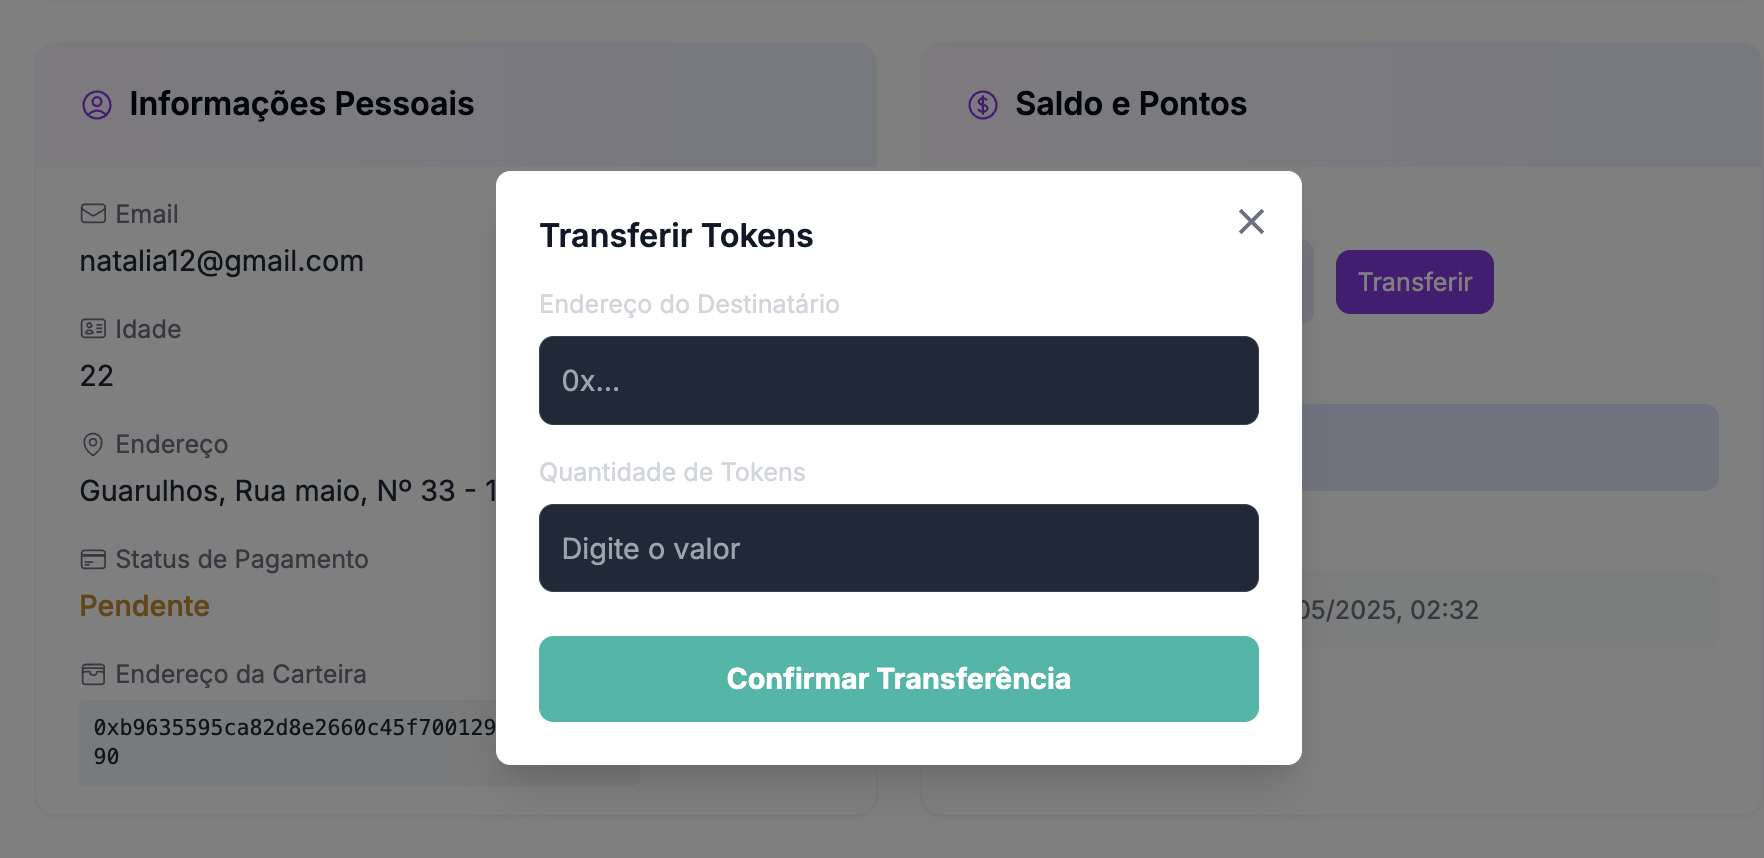 Informações Pessoais
Email
natalia12@gmail.com
Idade
22
Endereço
Guarulhos, Rua maio, Nº 33 - 1
Status de Pagamento
Pendente
Endereço da Carteira
0xb9635595ca82d8e2660c45f700129
90
Saldo e Pontos
Transferir
05/2025, 02:32
Transferir Tokens
Endereço do Destinatário
0x...
Quantidade de Tokens
Digite o valor
Confirmar Transferência